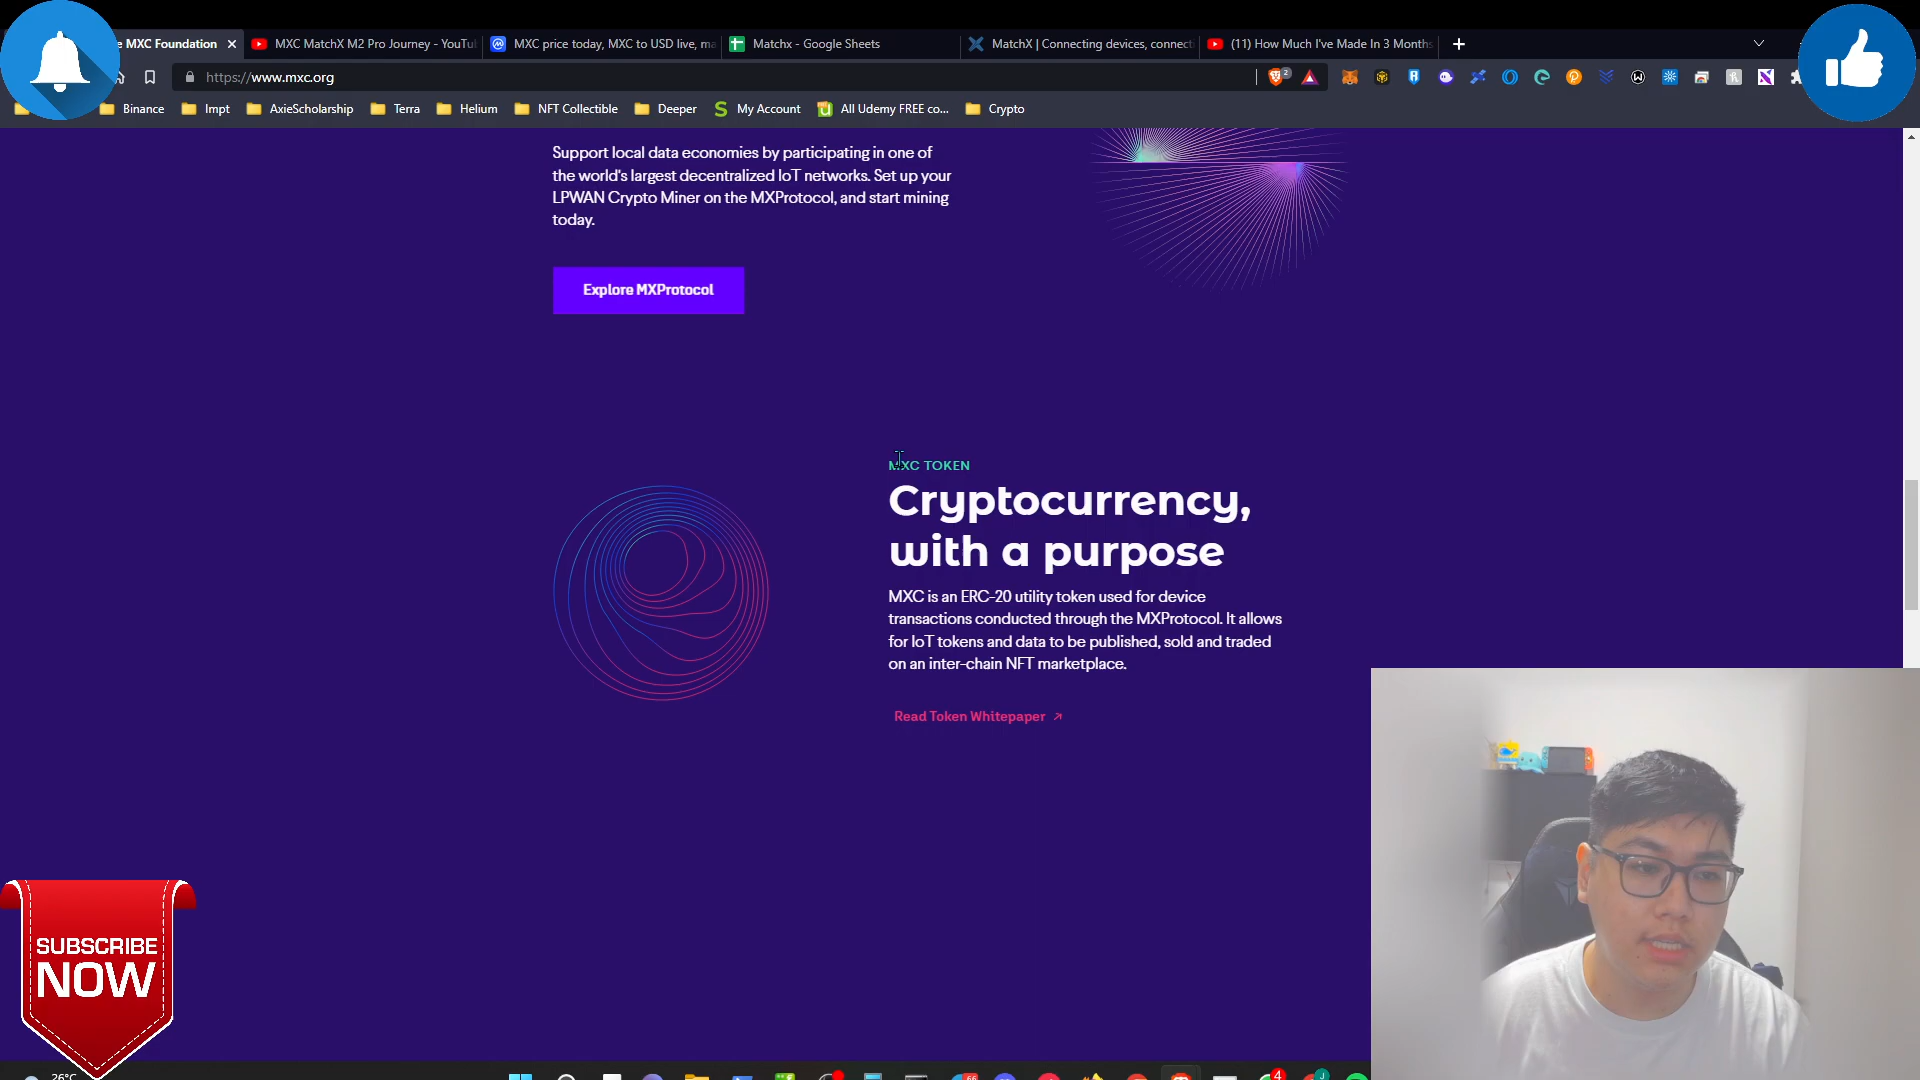 e MXC Foundation
MXC MatchX M2 Pro Journey - YouTu
MXC price today, MXC to USD live, ma
Matchx - Google Sheets
MatchX | Connecting devices, connecti
(11) How Much I've Made In 3 Months
https://www.mxc.org
2
Binance
Impt
AxieScholarship
Terra
Helium
NFT Collectible
Deeper
My Account
All Udemy FREE co...
Crypto
Support local data economies by participating in one of
the world's largest decentralized IoT networks. Set up your
LPWAN Crypto Miner on the MXProtocol, and start mining
today.
Explore MXProtocol
MXC TOKEN
Cryptocurrency,
with a purpose
MXC is an ERC-20 utility token used for device
transactions conducted through the MXProtocol. It allows
for IoT tokens and data to be published, sold and traded
on an inter-chain NFT marketplace.
Read Token Whitepaper
SUBSCRIBE
NOW
26°C
66
4